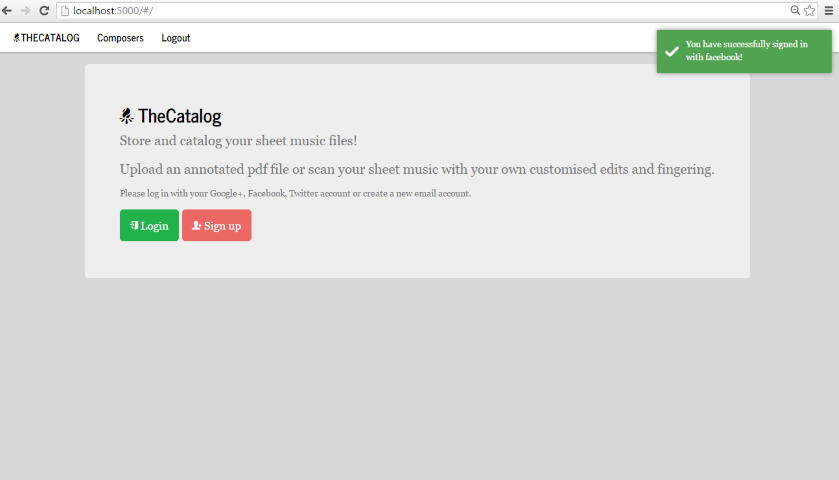 localhost:5000/#/
THECATALOG Composers Logout
You have successfully signed in
with facebook!
TheCatalog
Store and catalog your sheet music files!
Upload an annotated pdf file or scan your sheet music with your own customised edits and fingering.
Please log in with your Google+, Facebook, Twitter account or create a new email account.
Login Sign up